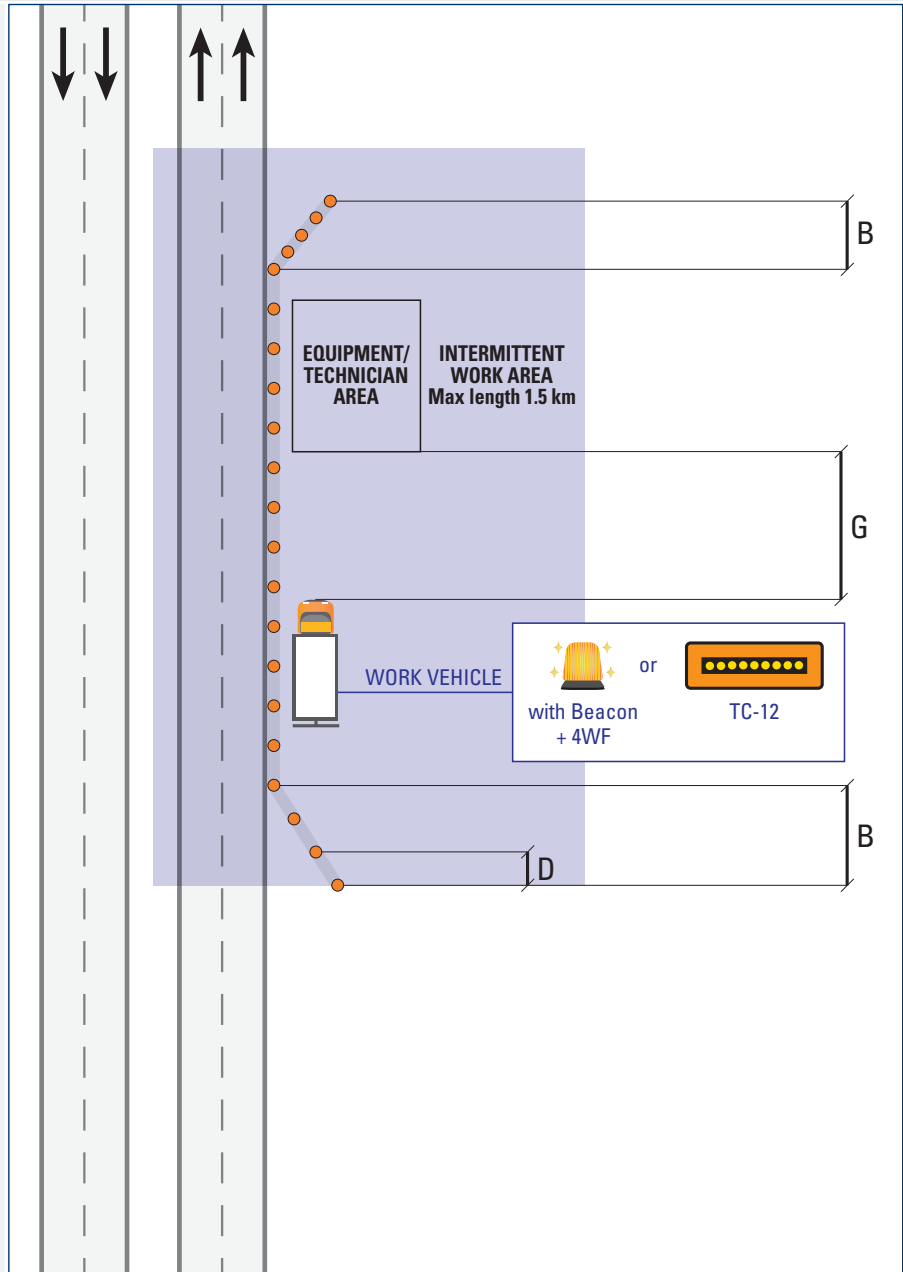 B
EQUIPMENT/
TECHNICIAN
AREA
INTERMITTENT
WORK AREA
Max length 1.5 km
G
WORK VEHICLE
with Beacon
+ 4WF
or
TC-12
B
D